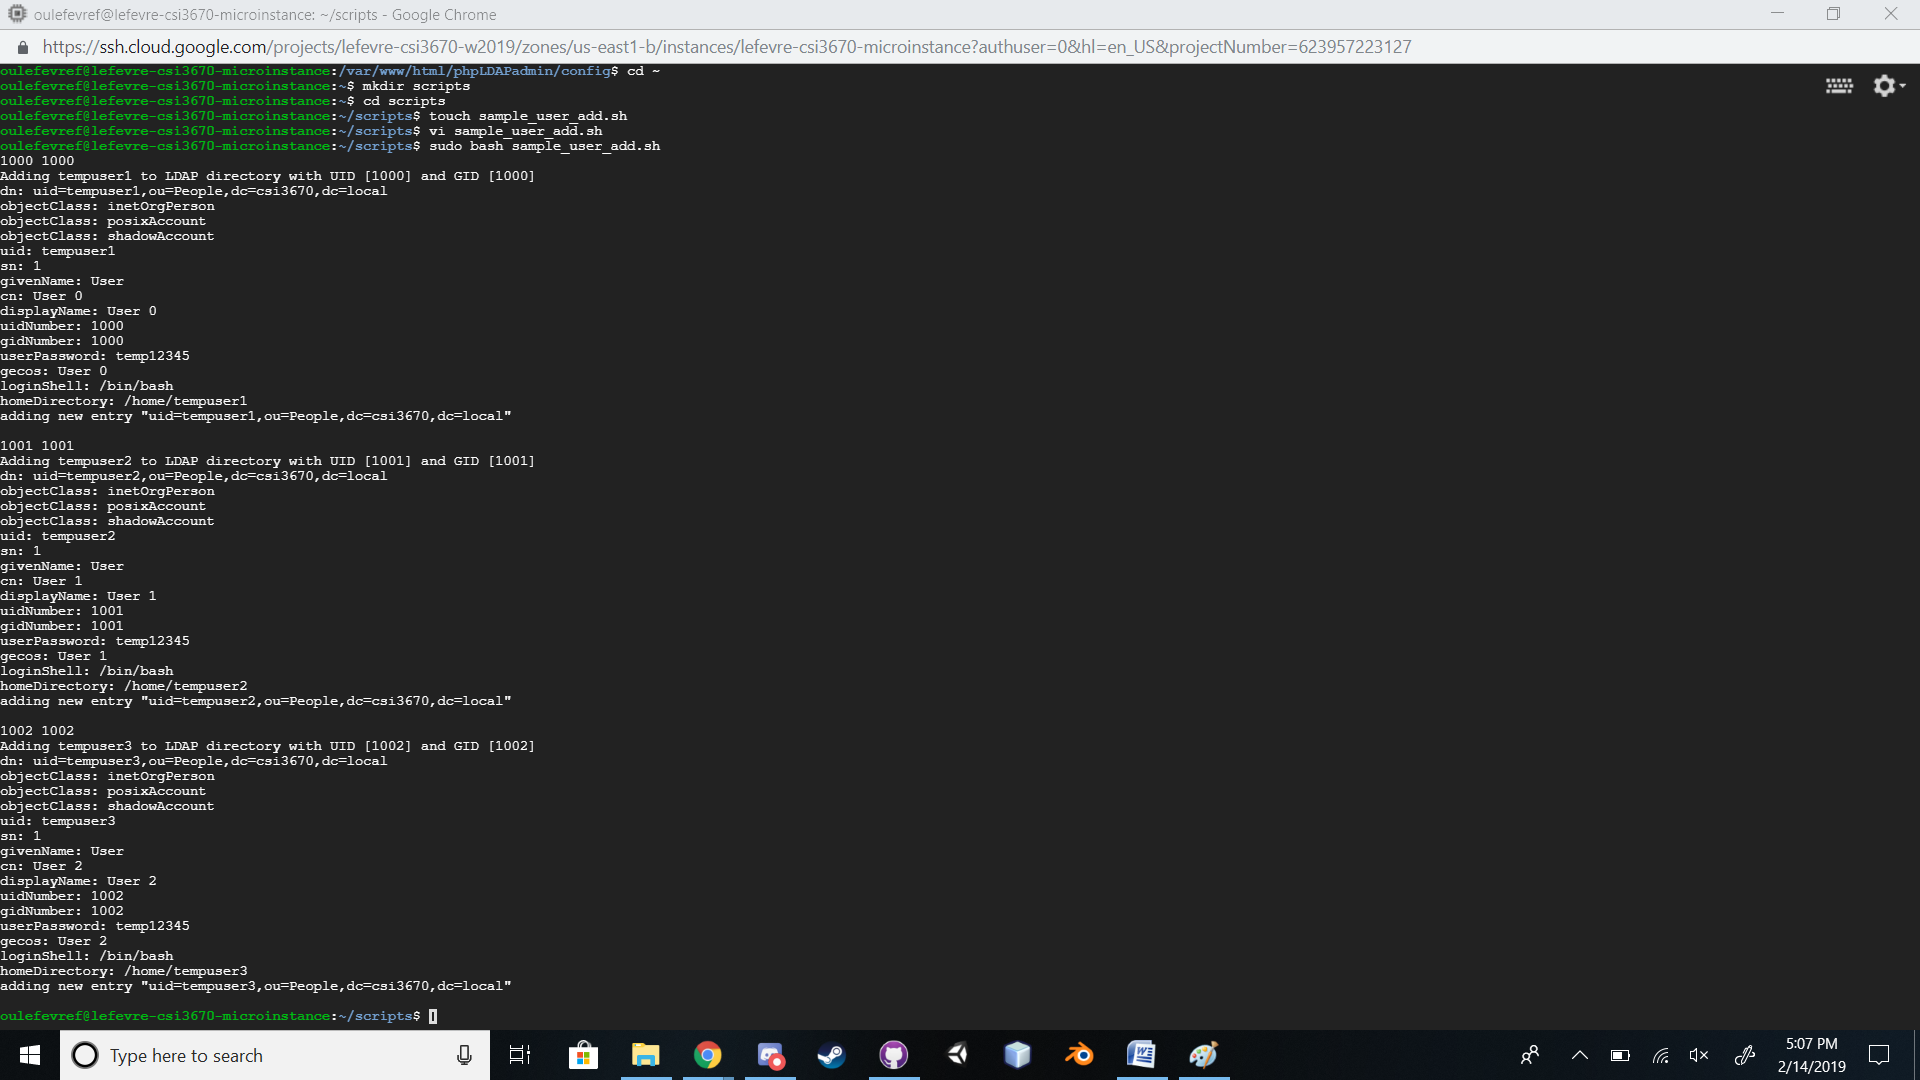 oulefevref@lefevre-csi3670-microinstance: ~/scripts - Google Chrome
https://ssh.cloud.google.com/projects/lefevre-csi3670-w2019/zones/us-east1-b/instances/lefevre-csi3670-microinstance?authuser=0&hl=en_US&projectNumber=623957223127
oulefevref@lefevre-csi3670-microinstance:/var/www/html/phpLDAPadmin/config$ cd ~
oulefevref@lefevre-csi3670-microinstance:~$ mkdir scripts
oulefevref@lefevre-csi3670-microinstance:~$ cd scripts
oulefevref@lefevre-csi3670-microinstance:~/scripts$ touch sample_user_add.sh
oulefevref@lefevre-csi3670-microinstance:~/scripts$ vi sample_user_add.sh
oulefevref@lefevre-csi3670-microinstance:~/scripts$ sudo bash sample_user_add.sh
1000 1000
Adding tempuser1 to LDAP directory with UID [1000] and GID [1000]
dn: uid=tempuser1,ou=People,dc=csi3670,dc=local
objectClass: inetOrgPerson
objectClass: posixAccount
objectClass: shadowAccount
uid: tempuser1
sn: 1
givenName: User
cn: User 0
displayName: User 0
uidNumber: 1000
gidNumber: 1000
userPassword: temp12345
gecos: User 0
loginShell: /bin/bash
homeDirectory: /home/tempuser1
adding new entry "uid=tempuser1,ou=People,dc=csi3670,dc=local"
1001 1001
Adding tempuser2 to LDAP directory with UID [1001] and GID [1001]
dn: uid=tempuser2,ou=People,dc=csi3670,dc=local
objectClass: inetOrgPerson
objectClass: posixAccount
objectClass: shadowAccount
uid: tempuser2
sn: 1
givenName: User
cn: User 1
displayName: User 1
uidNumber: 1001
gidNumber: 1001
userPassword: temp12345
gecos: User 1
loginShell: /bin/bash
homeDirectory: /home/tempuser2
adding new entry "uid=tempuser2,ou=People,dc=csi3670,dc=local"
1002 1002
Adding tempuser3 to LDAP directory with UID [1002] and GID [1002]
dn: uid=tempuser3,ou=People,dc=csi3670,dc=local
objectClass: inetOrgPerson
objectClass: posixAccount
objectClass: shadowAccount
uid: tempuser3
sn: 1
givenName: User
cn: User 2
displayName: User 2
uidNumber: 1002
gidNumber: 1002
userPassword: temp12345
gecos: User 2
loginShell: /bin/bash
homeDirectory: /home/tempuser3
adding new entry "uid=tempuser3,ou=People,dc=csi3670,dc=local"
oulefevref@lefevre-csi3670-microinstance:~/scripts$
Type here to search
5:07 PM
2/14/2019